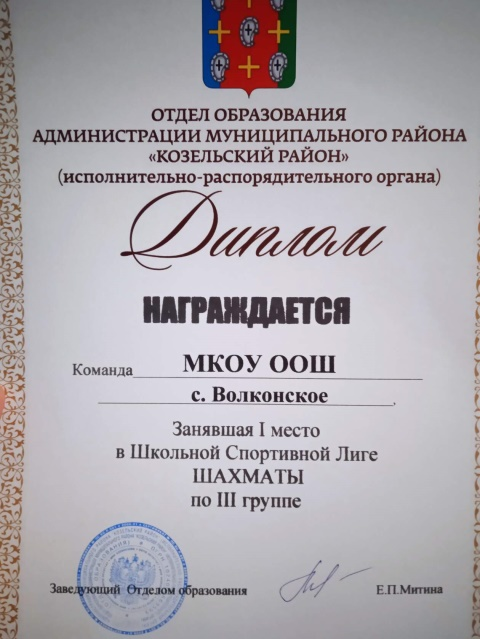 ОТДЕЛ ОБРАЗОВАНИЯ
АДМИНИСТРАЦИИ МУНИЦИПАЛЬНОГО РАЙОНА
«КОЗЕЛЬСКИЙ РАЙОН»
(исполнительно-распорядительного органа)
Диплом
НАГРАЖДАЕТСЯ
Команда МКОУ ООШ
с. Волконское,
Занявшая I место
в Школьной Спортивной Лиге
ШАХМАТЫ
по III группе
Заведующий Отделом образования Е.П.Митина